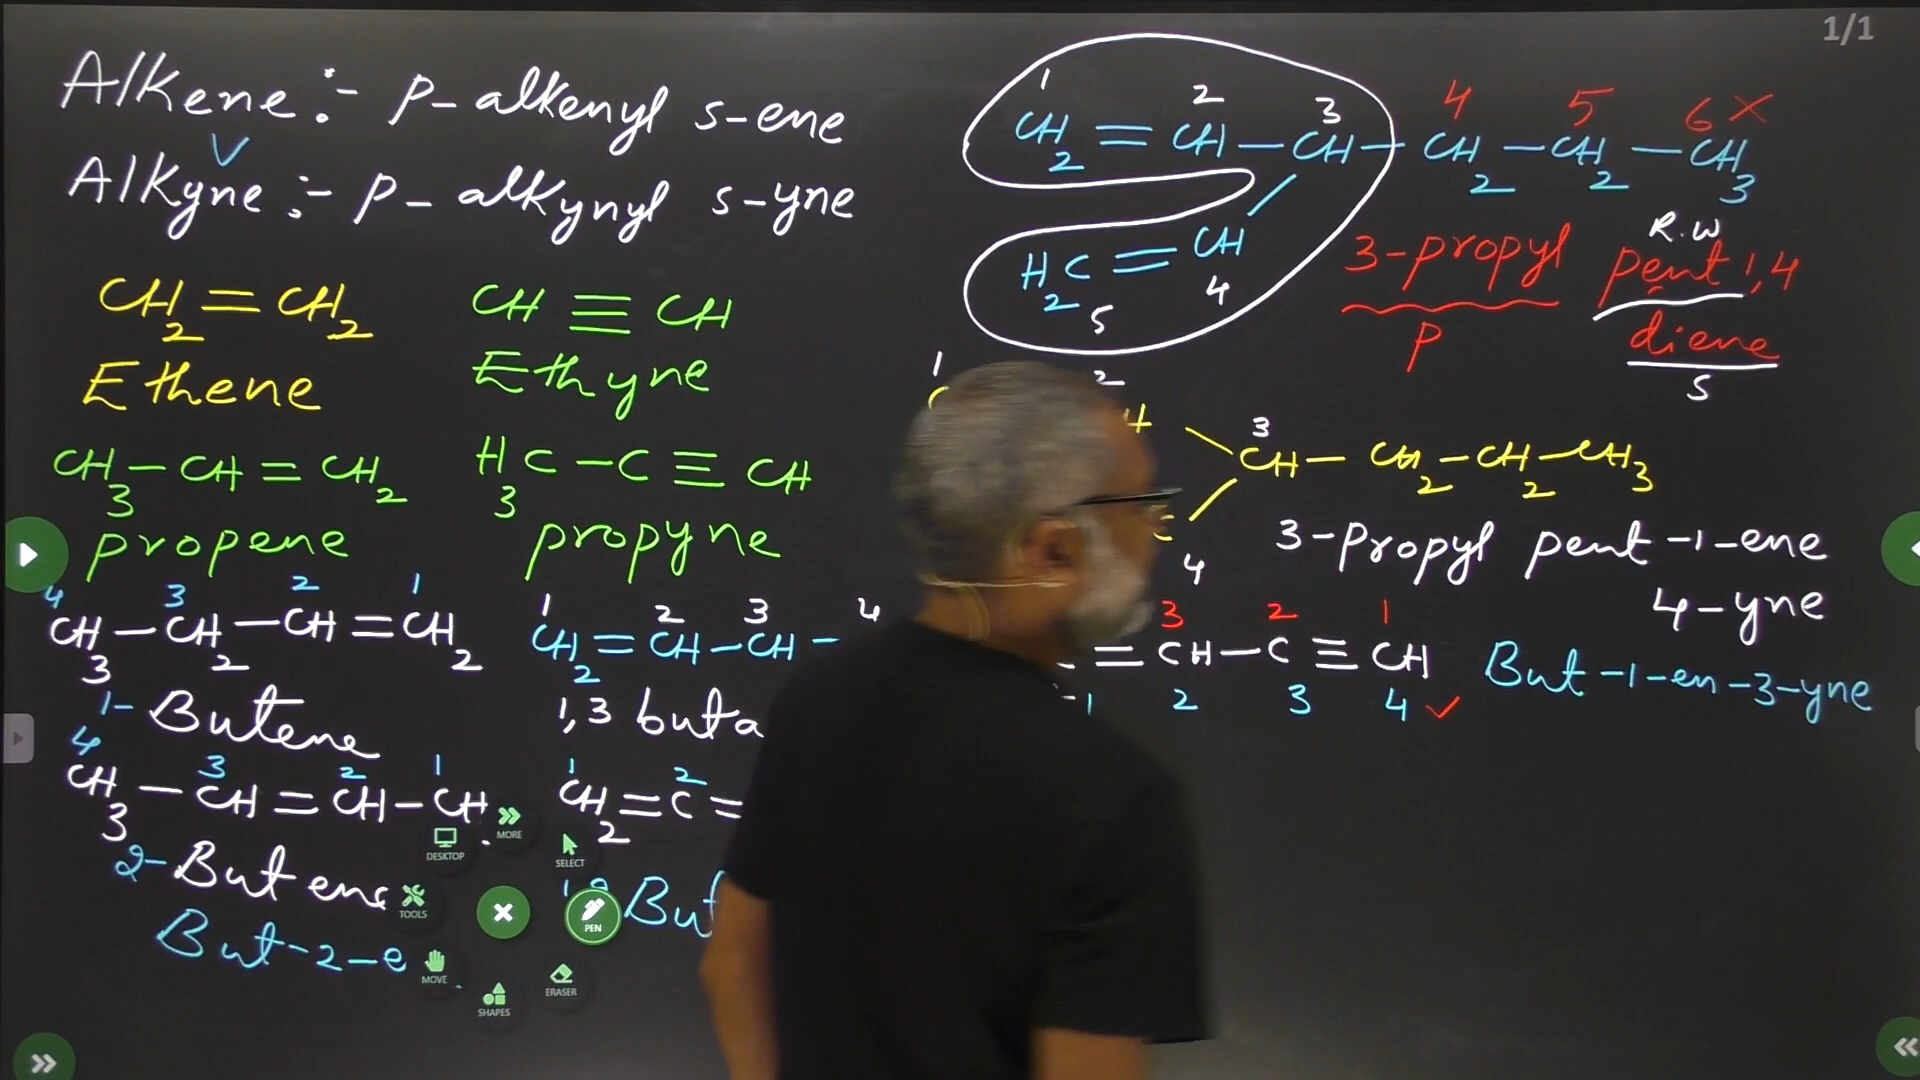 1/1
Alkene :- P- alkenyl s-ene
Alkyne :- P- alkynyl s-yne
CH2 = CH2
Ethene
CH ≡ CH
Ethyne
CH3 - CH = CH2
propene
H3C - C ≡ CH
propyne
4 3 2 1
CH3 - CH2 - CH = CH2
1- Butene
4 3 2 1
CH3 - CH = CH - CH
2- Butene
But-2-e
1 2 3 4
CH2 = CH - CH -
1,3 buta
1 2
CH2 = C =
But
1 2 3 4 5 6 X
CH2 = CH - CH - CH2 - CH2 - CH3
H2C = CH
5 4
R.W
3-propyl pent 1,4
diene
P
S
1 2 3
CH - CH2 - CH2 - CH3
4
3-propyl pent-1-ene
4-yne
3 2 1
= CH - C ≡ CH
1 2 3 4 ✓
But-1-en-3-yne
DESKTOP
MORE
SELECT
TOOLS
PEN
MOVE
SHAPES
ERASER